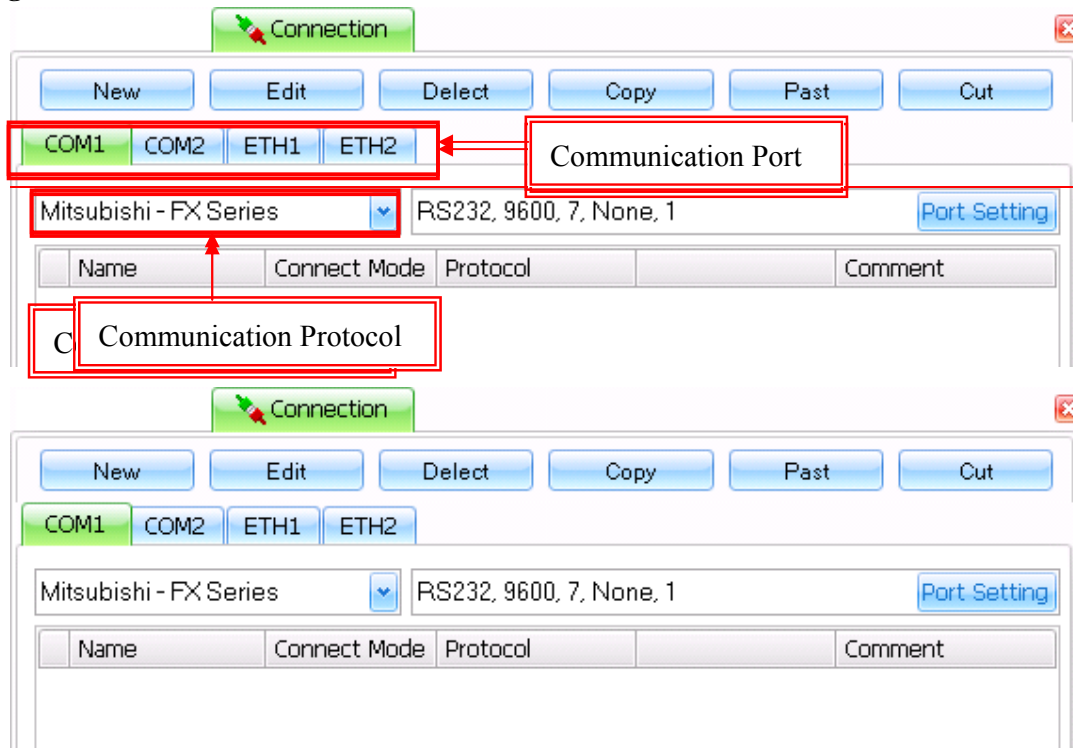 Connection
New Edit Delect Copy Past Cut
COM1 COM2 ETH1 ETH2
Communication Port
Mitsubishi - FX Series RS232, 9600, 7, None, 1 Port Setting
Name Connect Mode Protocol Comment
C
Communication Protocol
Connection
New Edit Delect Copy Past Cut
COM1 COM2 ETH1 ETH2
Mitsubishi - FX Series RS232, 9600, 7, None, 1 Port Setting
Name Connect Mode Protocol Comment